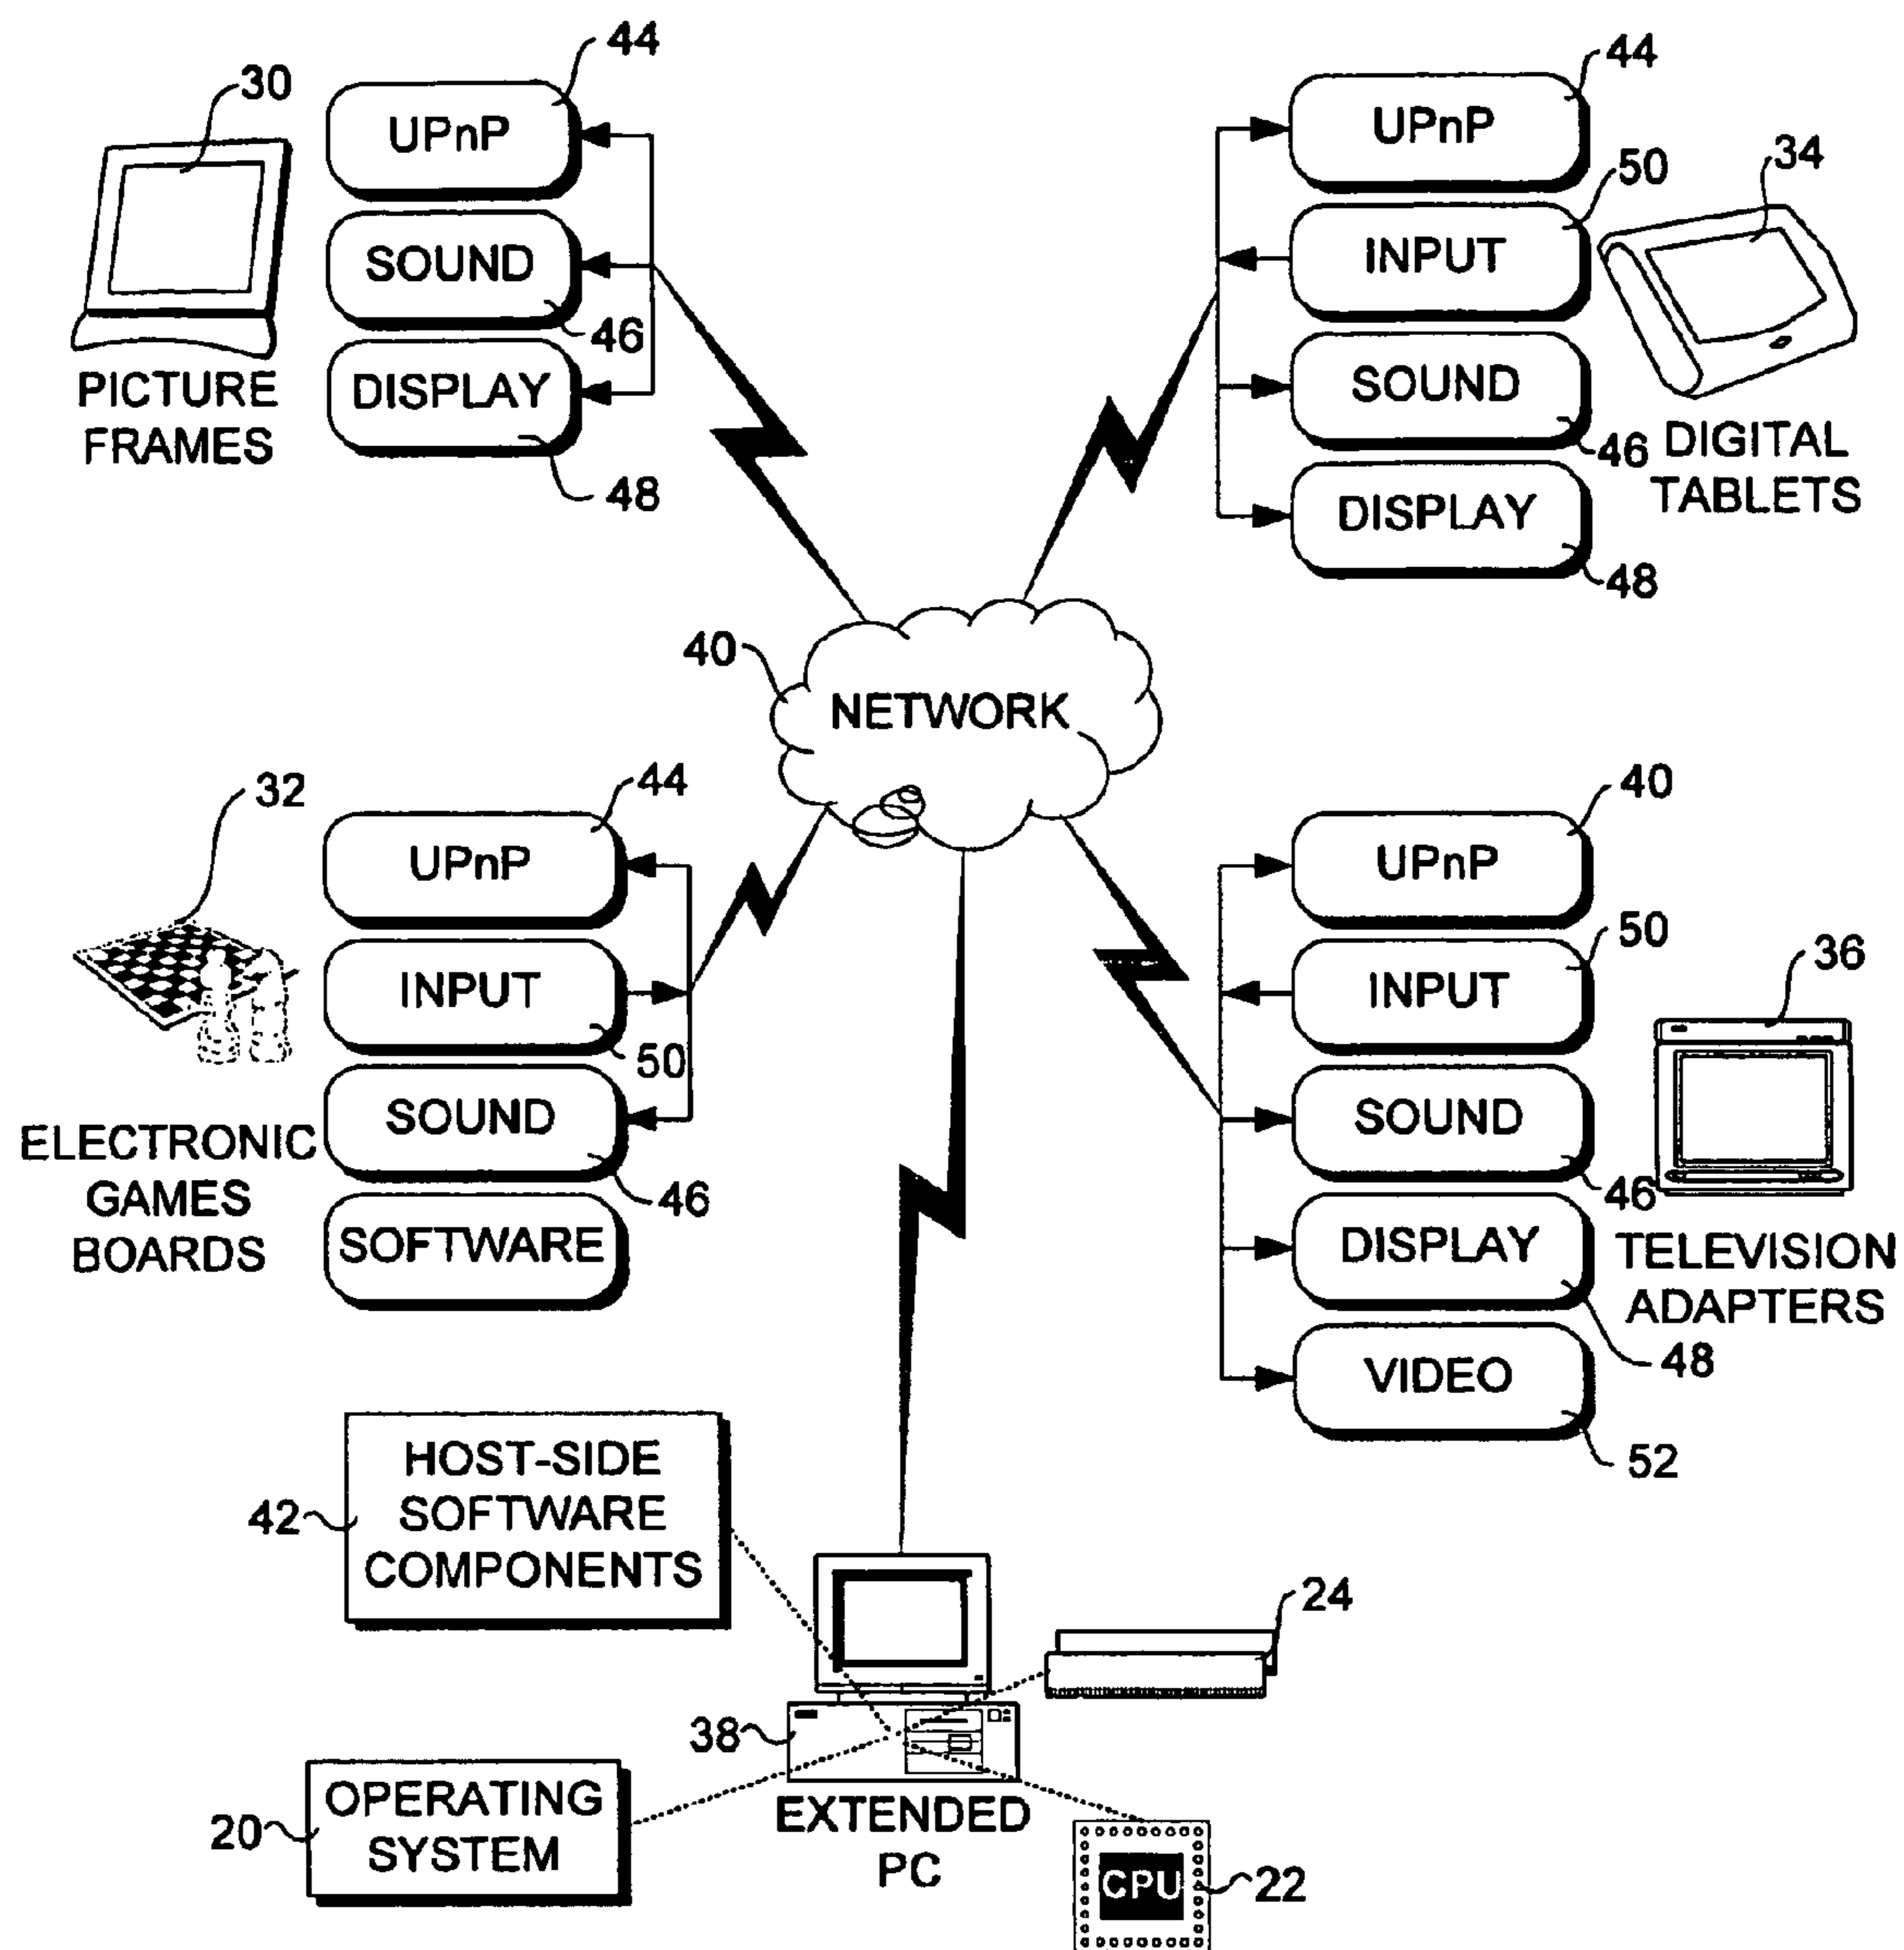 44
30
UPnP
SOUND
46
DISPLAY
48
PICTURE
FRAMES
44
UPnP
50
34
INPUT
SOUND
46
DISPLAY
48
DIGITAL
TABLETS
40
NETWORK
32
44
UPnP
INPUT
50
SOUND
46
SOFTWARE
ELECTRONIC
GAMES
BOARDS
40
UPnP
50
INPUT
36
SOUND
46
DISPLAY
48
VIDEO
52
TELEVISION
ADAPTERS
42
HOST-SIDE
SOFTWARE
COMPONENTS
24
38
EXTENDED
PC
20
OPERATING
SYSTEM
CPU
22